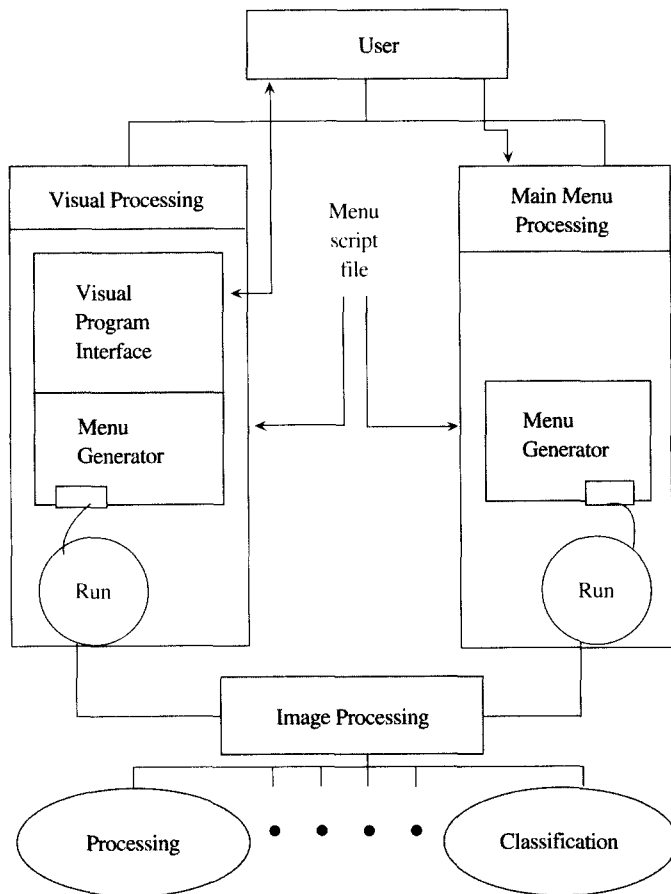 User
Visual Processing
Main Menu
Processing
Menu
script
file
Visual
Program
Interface
Menu
Generator
Menu
Generator
Run
Run
Image Processing
Processing
Classification